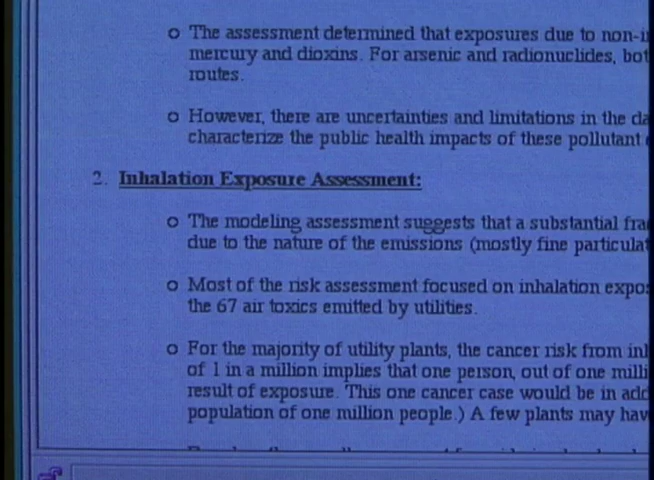 o The assessment determined that exposures due to non-i
mercury and dioxins. For arsenic and radionuclides, bot
routes.
o However, there are uncertainties and limitations in the da
characterize the public health impacts of these pollutant
2. Inhalation Exposure Assessment:
o The modeling assessment suggests that a substantial fra
due to the nature of the emissions (mostly fine particulat
o Most of the risk assessment focused on inhalation expos
the 67 air toxics emitted by utilities.
o For the majority of utility plants, the cancer risk from inl
of 1 in a million implies that one person, out of one milli
result of exposure. This one cancer case would be in add
population of one million people.) A few plants may hav